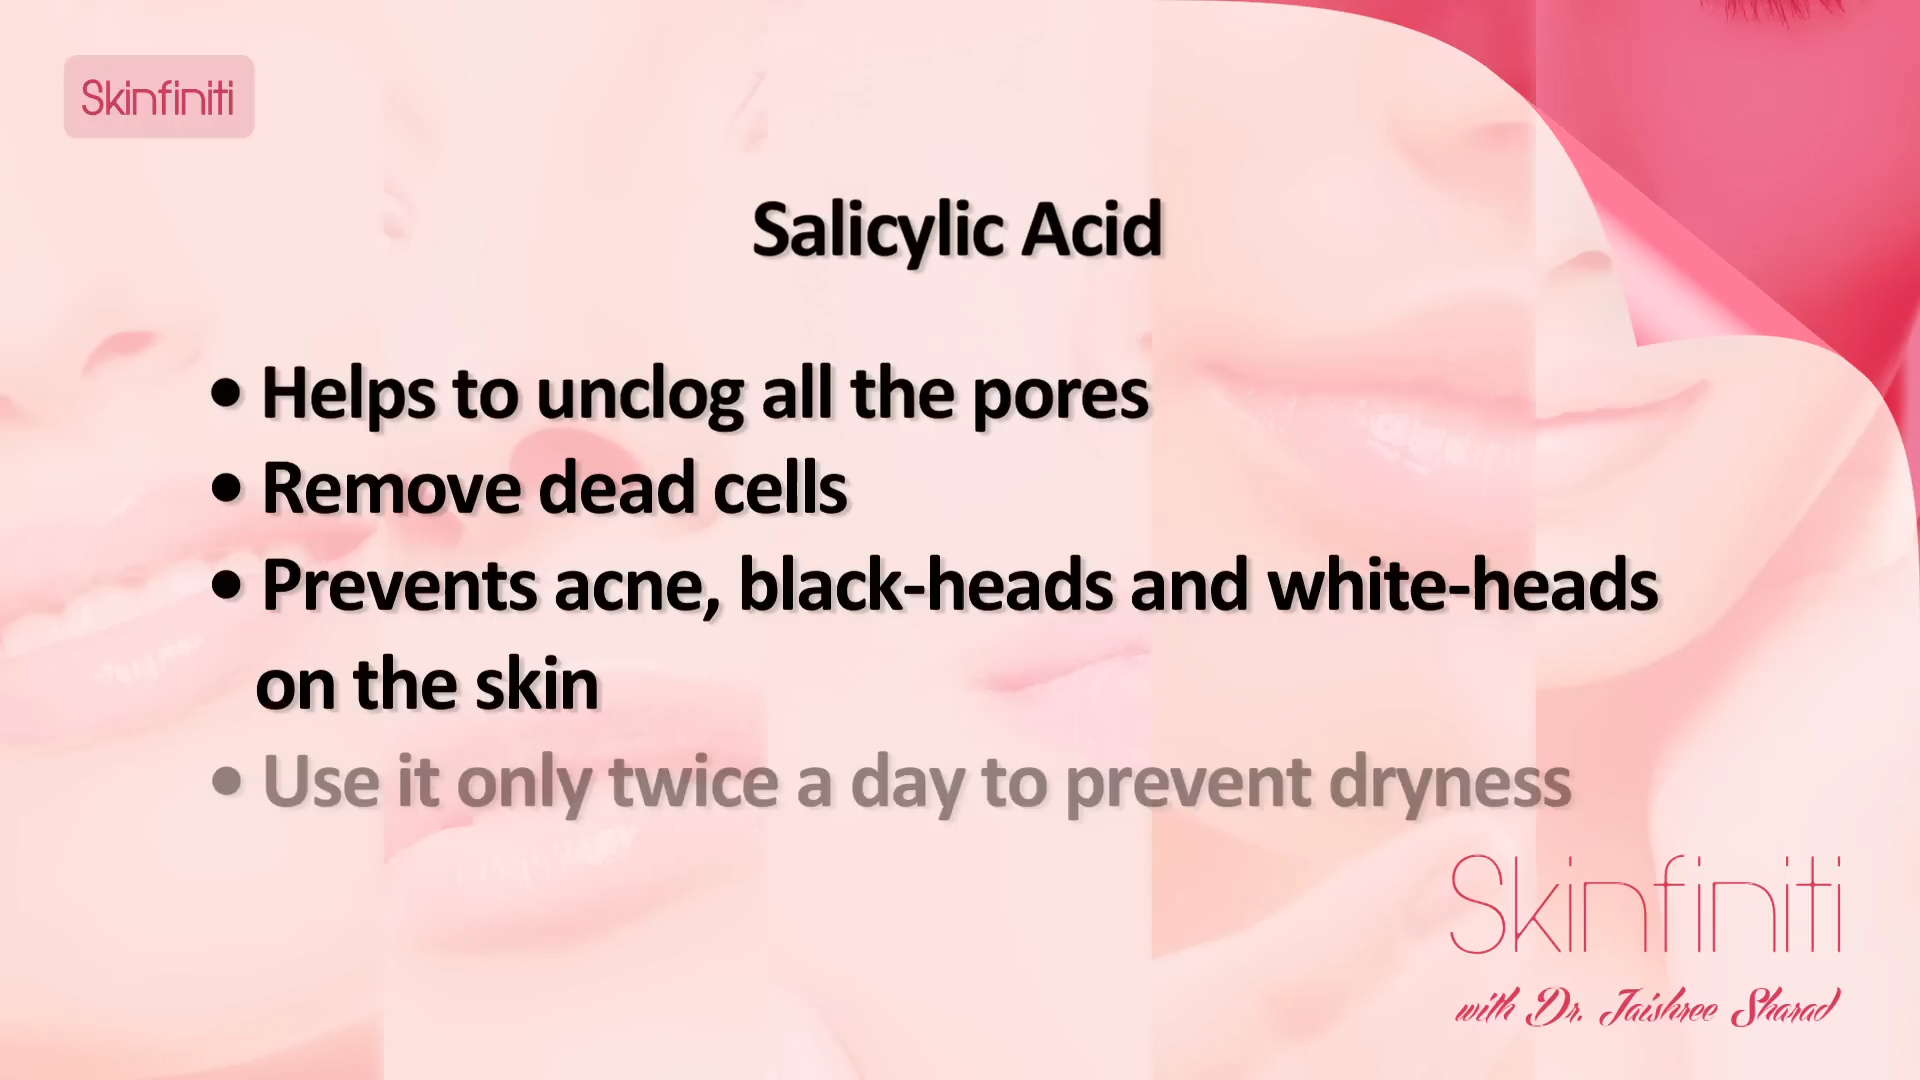 Skinfiniti
Salicylic Acid
• Helps to unclog all the pores
• Remove dead cells
• Prevents acne, black-heads and white-heads
on the skin
• Use it only twice a day to prevent dryness
Skinfiniti
with Dr. Jaishree Sharad